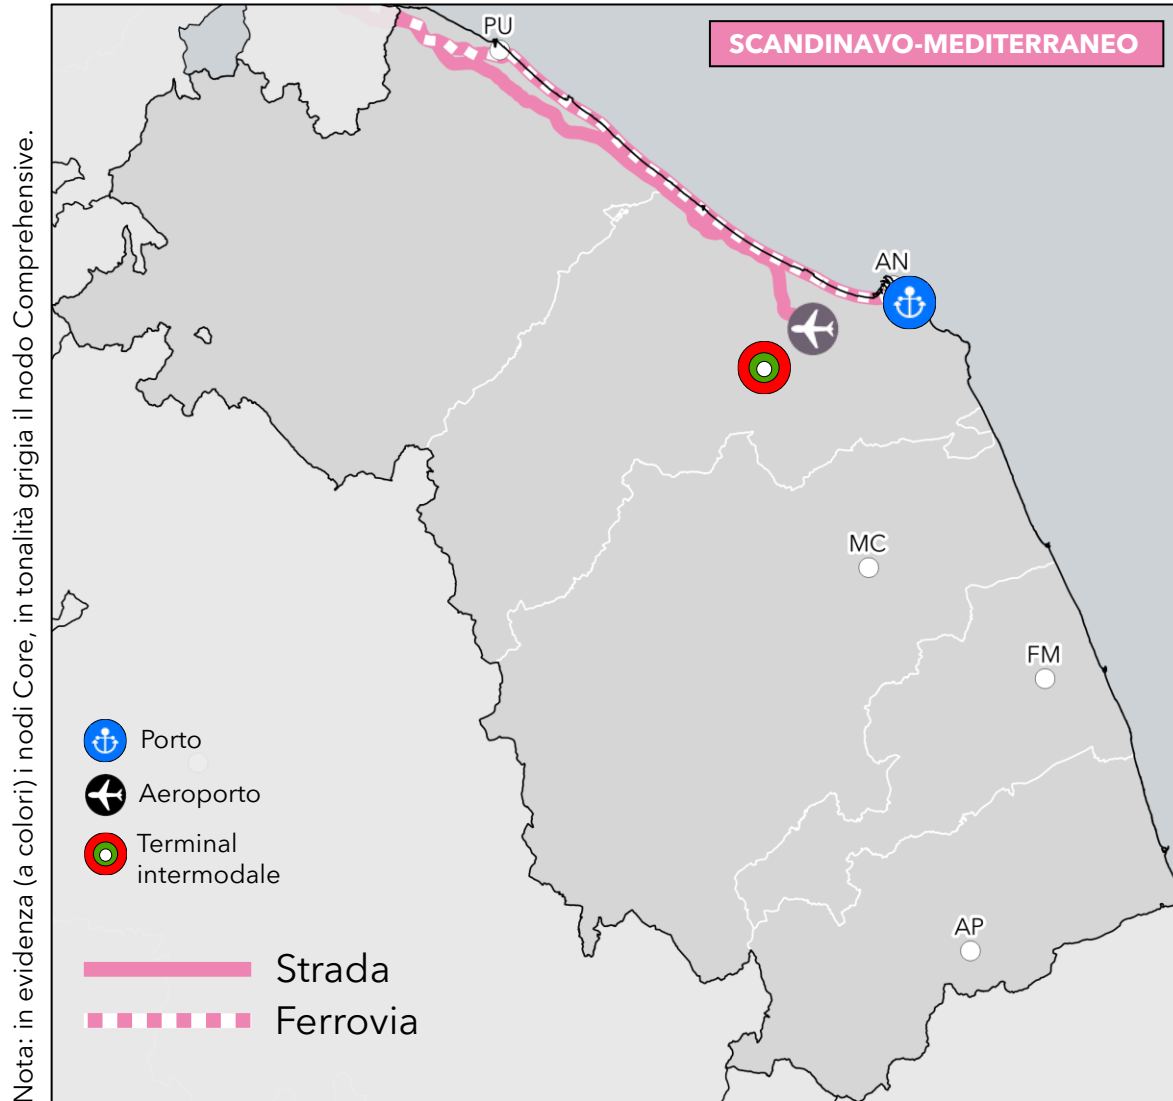 Nota: in evidenza (a colori) i nodi Core, in tonalità grigia il nodo Comprehensive.
SCANDINAVO-MEDITERRANEO
PU
AN
MC
FM
AP
Porto
Aeroporto
Terminal
intermodale
Strada
Ferrovia